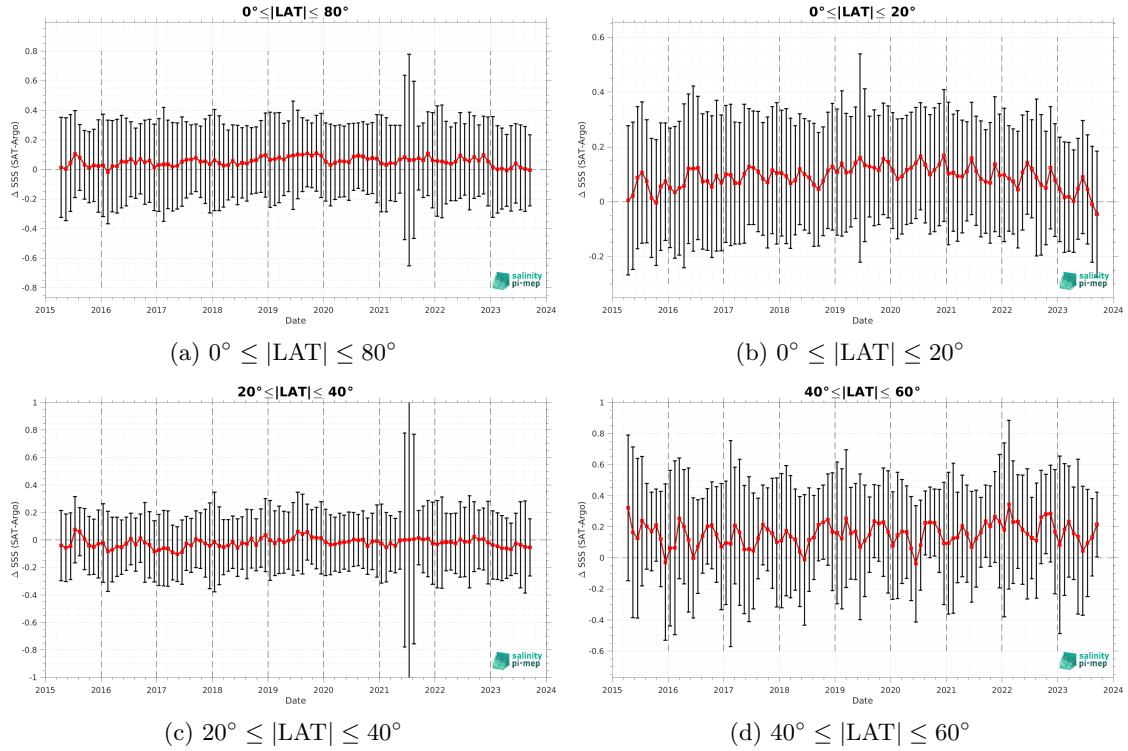 0°≤|LAT|≤ 80°
Δ SSS (SAT-Argo)
0.8
0.6
0.4
0.2
0
-0.2
-0.4
-0.6
-0.8
salinity
pi-mep
2015 2016 2017 2018 2019 2020 2021 2022 2023 2024
Date
(a) 0° ≤ |LAT| ≤ 80°
0°≤|LAT|≤ 20°
Δ SSS (SAT-Argo)
0.6
0.4
0.2
0
-0.2
salinity
pi-mep
2015 2016 2017 2018 2019 2020 2021 2022 2023 2024
Date
(b) 0° ≤ |LAT| ≤ 20°
20°≤|LAT|≤ 40°
Δ SSS (SAT-Argo)
1
0.8
0.6
0.4
0.2
0
-0.2
-0.4
-0.6
-0.8
-1
salinity
pi-mep
2015 2016 2017 2018 2019 2020 2021 2022 2023 2024
Date
(c) 20° ≤ |LAT| ≤ 40°
40°≤|LAT|≤ 60°
Δ SSS (SAT-Argo)
1
0.8
0.6
0.4
0.2
0
-0.2
-0.4
-0.6
salinity
pi-mep
2015 2016 2017 2018 2019 2020 2021 2022 2023 2024
Date
(d) 40° ≤ |LAT| ≤ 60°